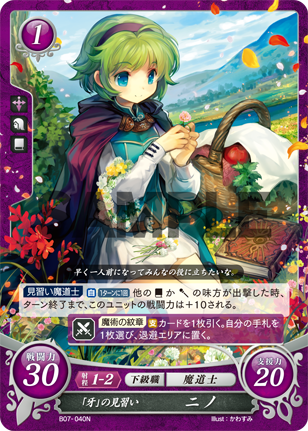 1
SAMPLE
早く一人前になってみんなの役に立ちたいな
見習い魔道士 自 1ターンに1回 他の か の味方が出撃した時、
ターン終了まで、このユニットの戦闘力は+10される。
魔術の紋章 支 カードを1枚引く。自分の手札を
1枚選び、退避エリアに置く。
戦闘力 30 射程 1-2 下級職 魔道士 支援力 20
「牙」の見習い ニノ
B07-040N Illust:かわすみ